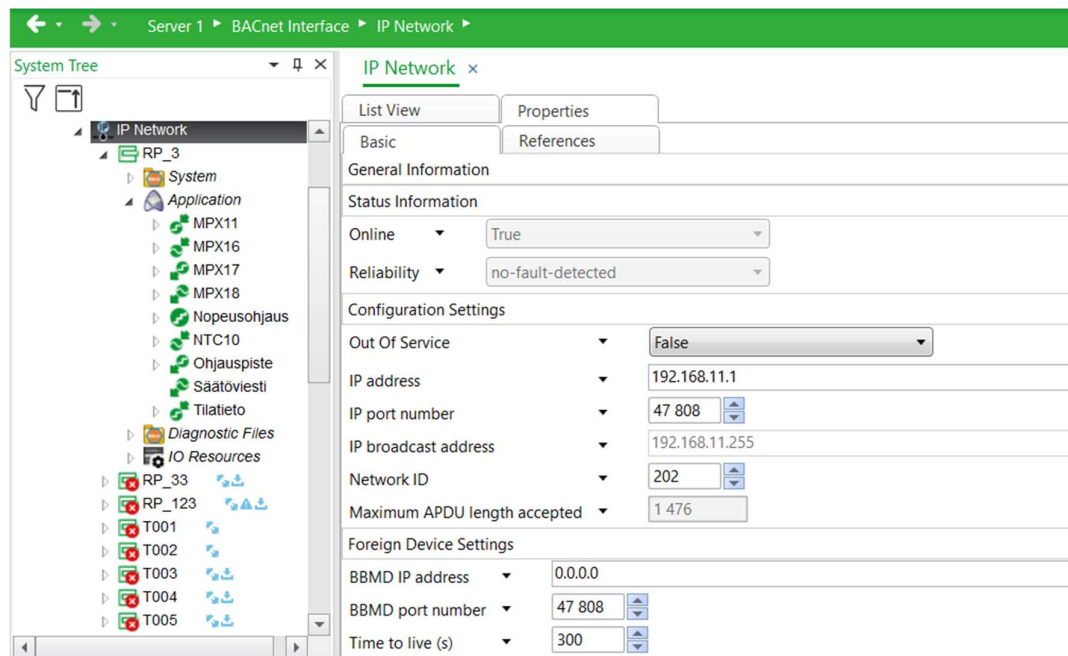 Server 1 BACnet Interface IP Network
System Tree
IP Network
RP_3
System
Application
MPX11
MPX16
MPX17
MPX18
Nopeusohjaus
NTC10
Ohjauspiste
Säätöviesti
Tilatieto
Diagnostic Files
IO Resources
RP_33
RP_123
T001
T002
T003
T004
T005
IP Network
List View Properties
Basic References
General Information
Status Information
Online True
Reliability no-fault-detected
Configuration Settings
Out Of Service False
IP address 192.168.11.1
IP port number 47 808
IP broadcast address 192.168.11.255
Network ID 202
Maximum APDU length accepted 1 476
Foreign Device Settings
BBMD IP address 0.0.0.0
BBMD port number 47 808
Time to live (s) 300